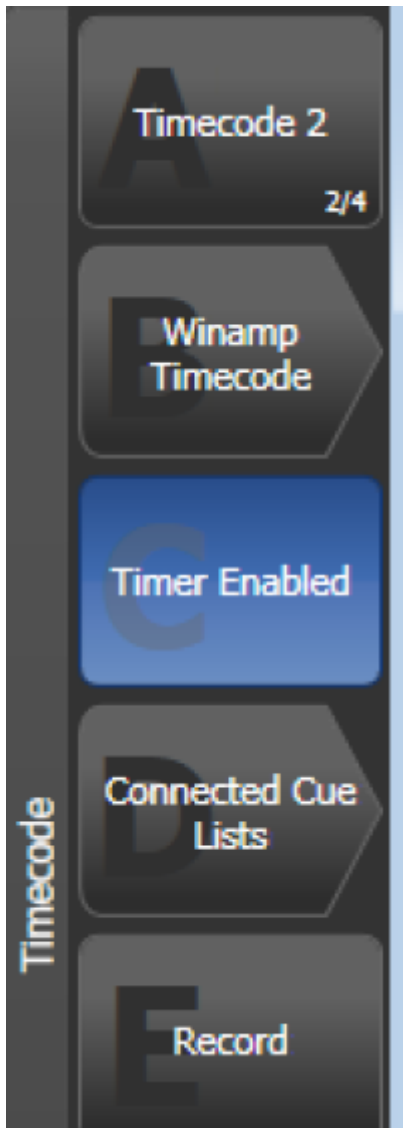 Timecode
A
Timecode 2
2/4
B
Winamp
Timecode
C
Timer Enabled
D
Connected Cue
Lists
E
Record